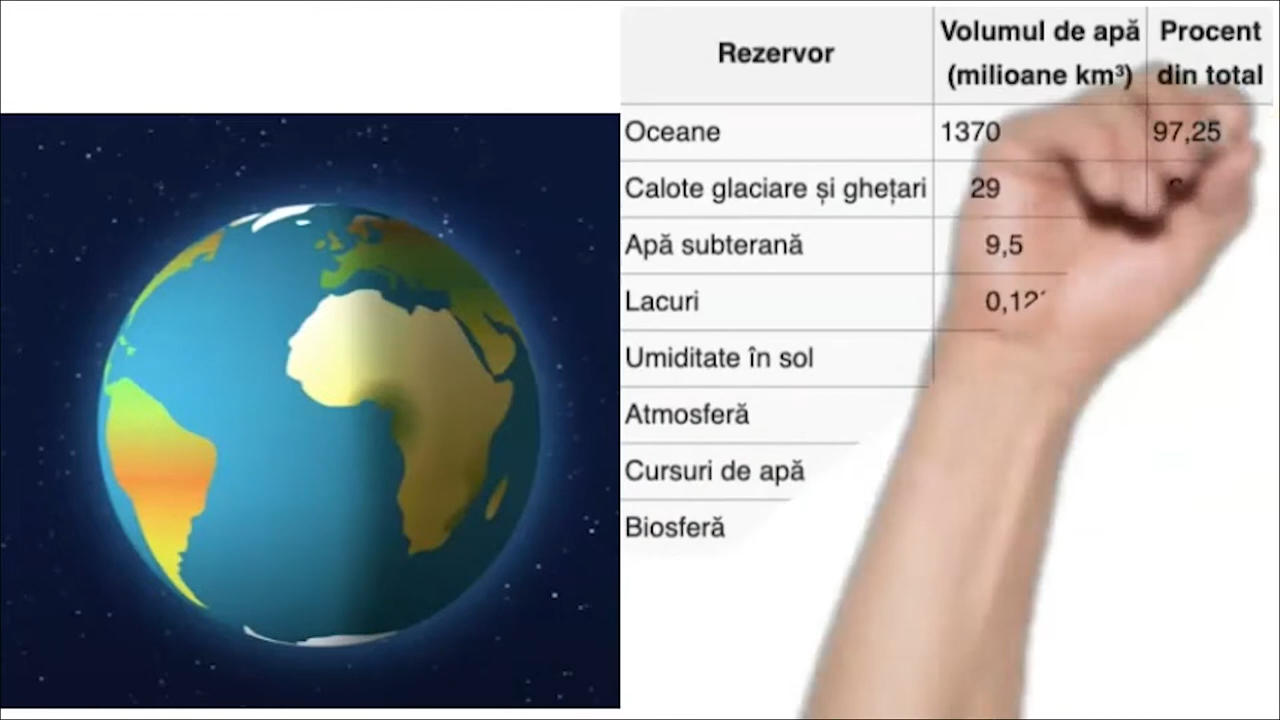 Rezervor
Volumul de apă
(milioane km³)
Procent
din total
Oceane 1370 97,25
Calote glaciare și ghețari 29
Apă subterană 9,5
Lacuri
Umiditate în sol
Atmosferă
Cursuri de apă
Biosferă